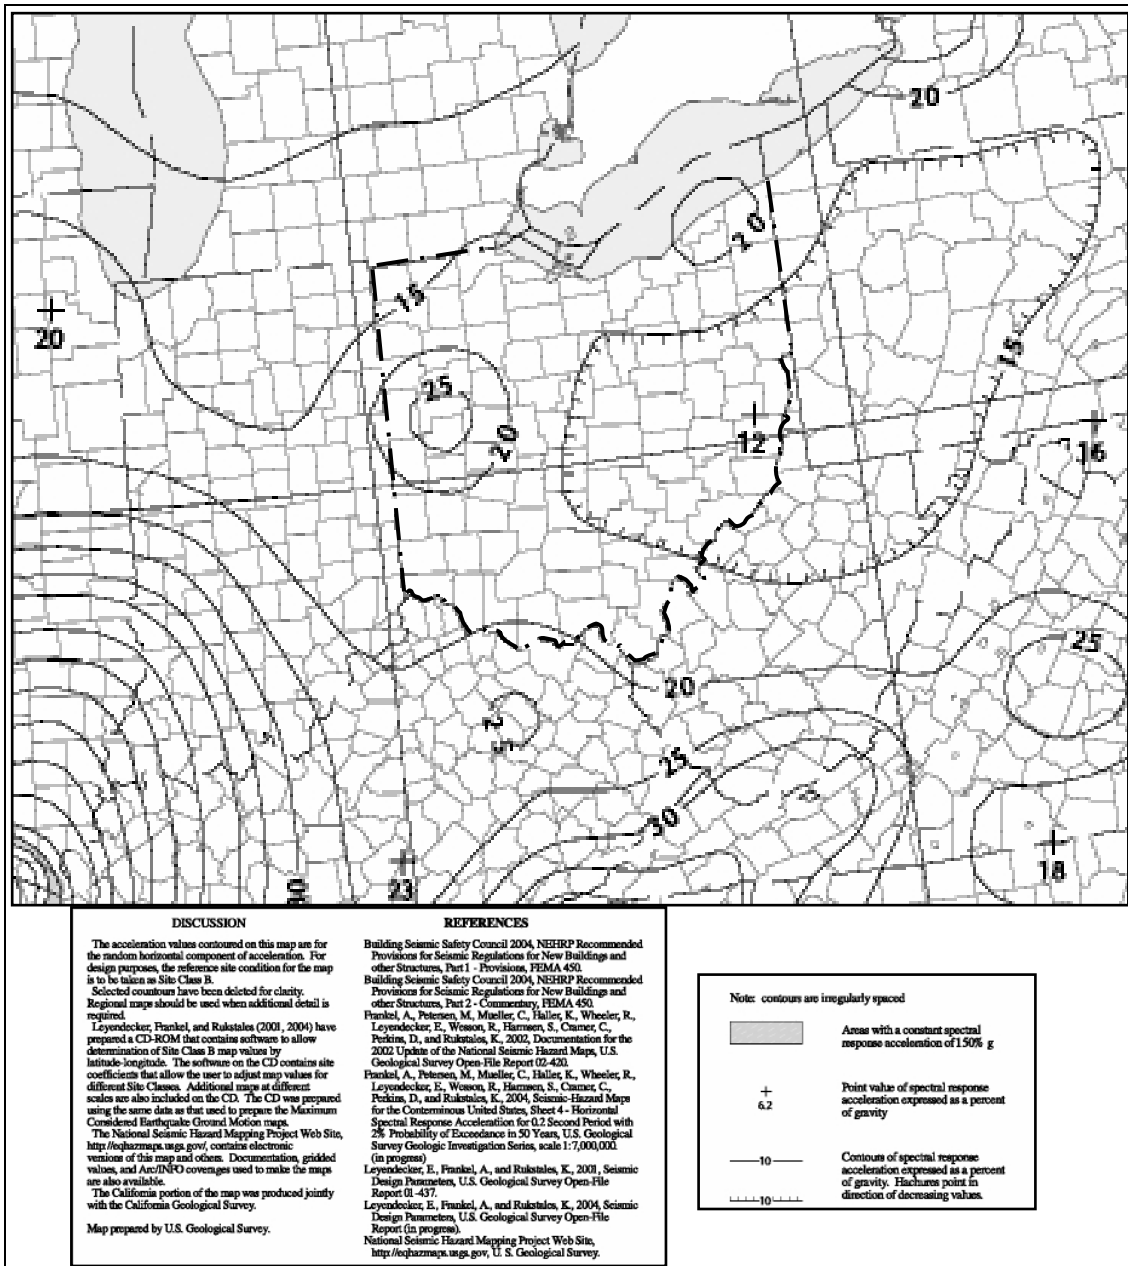 20
15
20
20
15
25
20
12
16
25
20
25
25
30
18
23
DISCUSSION
The acceleration values contoured on this map are for
the random horizontal component of acceleration. For
design purposes, the reference site condition for the map
is to be taken as Site Class B.
Selected countours have been deleted for clarity.
Regional maps should be used when additional detail is
required.
Leyendecker, Frankel, and Rukstales (2001, 2004) have
prepared a CD-ROM that contains software to allow
determination of Site Class B map values by
latitude-longitude. The software on the CD contains site
coefficients that allow the user to adjust map values for
different Site Classes. Additional maps at different
scales are also included on the CD. The CD was prepared
using the same data as that used to prepare the Maximum
Considered Earthquake Ground Motion maps.
The National Seismic Hazard Mapping Project Web Site,
http://eqhazmaps.usgs.gov/, contains electronic
versions of this map and others. Documentation, gridded
values, and Arc/INFO coverages used to make the maps
are also available.
The California portion of the map was produced jointly
with the California Geological Survey.
Map prepared by U.S. Geological Survey.
REFERENCES
Building Seismic Safety Council 2004, NEHRP Recommended
Provisions for Seismic Regulations for New Buildings and
other Structures, Part 1 - Provisions, FEMA 450.
Building Seismic Safety Council 2004, NEHRP Recommended
Provisions for Seismic Regulations for New Buildings and
other Structures, Part 2 - Commentary, FEMA 450.
Frankel, A., Petersen, M., Mueller, C., Haller, K., Wheeler, R.,
Leyendecker, E., Wesson, R., Harmsen, S., Cramer, C.,
Perkins, D., and Rukstales, K., 2002, Documentation for the
2002 Update of the National Seismic Hazard Maps, U.S.
Geological Survey Open-File Report 02-420.
Frankel, A., Petersen, M., Mueller, C., Haller, K., Wheeler, R.,
Leyendecker, E., Wesson, R., Harmsen, S., Cramer, C.,
Perkins, D., and Rukstales, K., 2004, Seismic-Hazard Maps
for the Conterminous United States, Sheet 4 - Horizontal
Spectral Response Acceleratiion for 0.2 Second Period with
2% Probability of Exceedance in 50 Years, U.S. Geological
Survey Geologic Investigation Series, scale 1:7,000,000.
(in progress)
Leyendecker, E., Frankel, A., and Rukstales, K., 2001, Seismic
Design Parameters, U.S. Geological Survey Open-File
Report 01-437.
Leyendecker, E., Frankel, A., and Rukstales, K., 2004, Seismic
Design Parameters, U.S. Geological Survey Open-File
Report (in progress).
National Seismic Hazard Mapping Project Web Site,
http://eqhazmaps.usgs.gov, U. S. Geological Survey.
Note: contours are irregularly spaced
Areas with a constant spectral
response acceleration of 150% g
6.2
Point value of spectral response
acceleration expressed as a percent
of gravity
10
Contours of spectral response
acceleration expressed as a percent
of gravity. Hachures point in
direction of decreasing values.
10